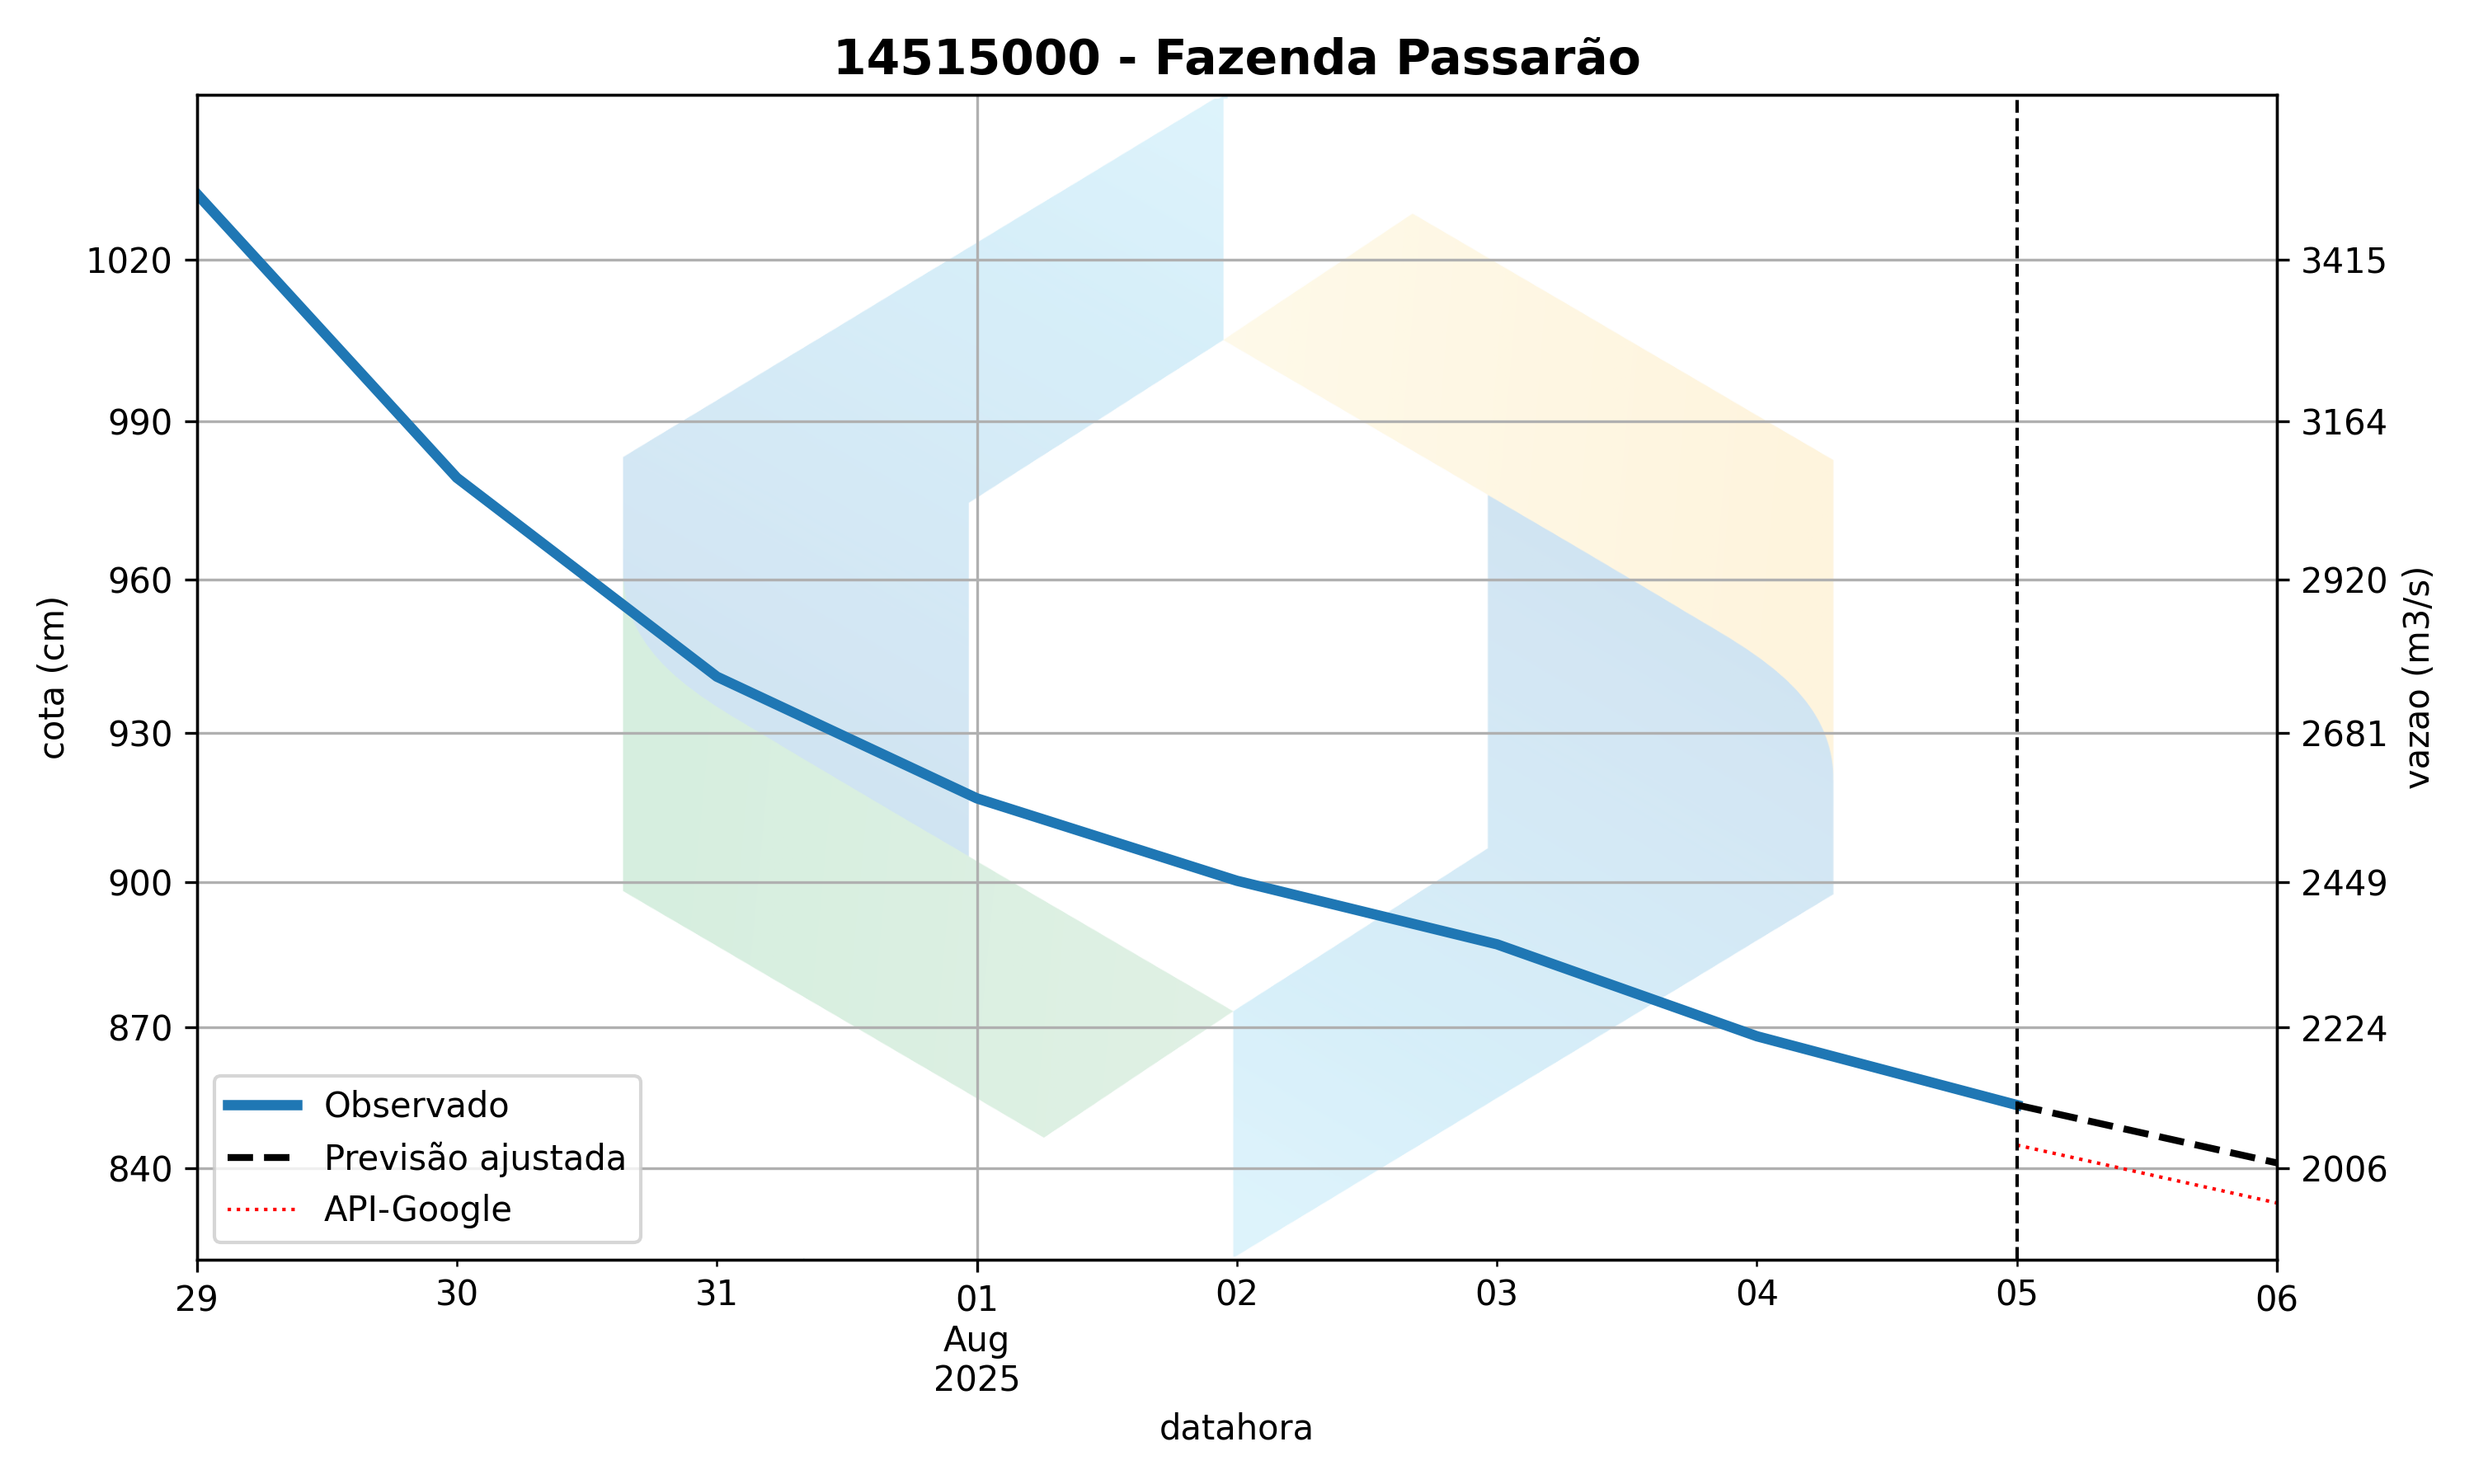 14515000 - Fazenda Passarão
cota (cm)
1020
990
960
930
900
870
840
3415
3164
2920
2681
2449
2224
2006
vazao (m3/s)
Observado
Previsão ajustada
API-Google
29 30 31 01 02 03 04 05 06
Aug
2025
datahora